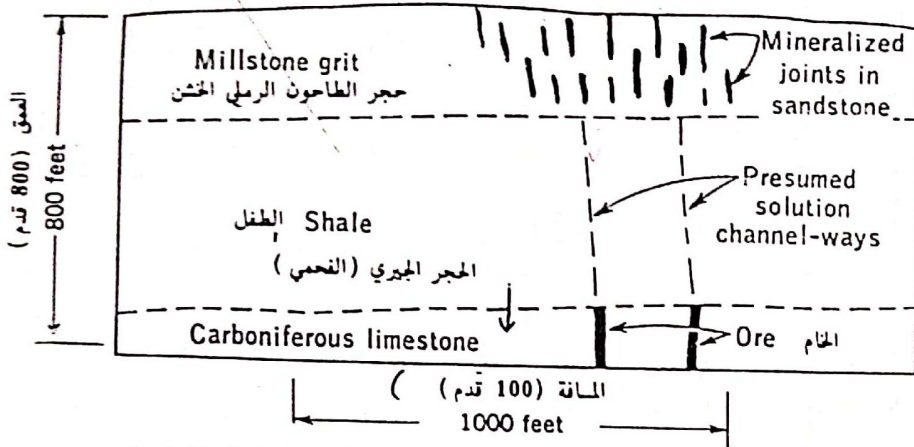 Millstone grit
حجر الطاحون الرملي الخشن
Mineralized
joints in
sandstone
العمق (800 قدم)
800 feet
Presumed
solution
channel-ways
الطفل Shale
الحجر الجيري (الفحمي)
Carboniferous limestone
Ore الخام
المسافة (100 قدم)
1000 feet